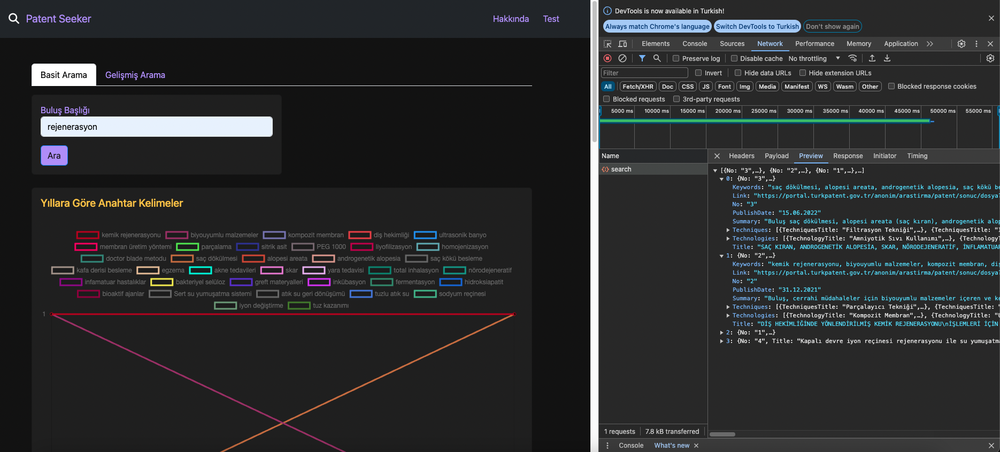 Patent Seeker
Hakkında
Test
Basit Arama
Gelişmiş Arama
Buluş Başlığı
rejenerasyon
Ara
Yıllara Göre Anahtar Kelimeler
kemik rejenerasyonu biyouyumlu malzemeler kompozit membran diş hekimliği ultrasonik banyo
membran üretim yöntemi parçalama sitrik asit PEG 1000 liyofilizasyon homojenizasyon
doctor blade metodu saç dökülmesi alopesi areata androgenetik alopesia saç kökü besleme
kafa derisi besleme egzema akne tedavileri skar yara tedavisi total inhalasyon nörodejeneratif
infamatuar hastalıklar bakteriyel selüloz greft materyalleri inkübasyon fermentasyon hidroksiapatit
bioaktif ajanlar Sert su yumuşatma sistemi atık su geri dönüşümü tuzlu atık su sodyum reçinesi
iyon değiştirme tuz kazanımı
1
DevTools is now available in Turkish!
Always match Chrome's language Switch DevTools to Turkish Don't show again
Elements Console Sources Network Performance Memory Application
Preserve log Disable cache No throttling
Filter Invert Hide data URLs Hide extension URLs
All Fetch/XHR Doc CSS JS Font Img Media Manifest WS Wasm Other Blocked response cookies
Blocked requests 3rd-party requests
5000 ms 10000 ms 15000 ms 20000 ms 25000 ms 30000 ms 35000 ms 40000 ms 45000 ms 50000 ms 55000 ms
Name
search
Headers Payload Preview Response Initiator Timing
[{No: "3",…}, {No: "2",…}, {No: "1",…},…]
0: {No: "3",…}
Keywords: "saç dökülmesi, alopesi areata, androgenetik alopesia, saç kökü be
Link: "https://portal.turkpatent.gov.tr/anonim/arastirma/patent/sonuc/dosya?
No: "3"
PublishDate: "15.06.2022"
Summary: "Buluş saç dökülmesi, alopesi areata (saç kıran), androgenetik alop
Techniques: [{TechniquesTitle: "Filtrasyon Tekniği",…}, {TechniquesTitle: "
Technologies: [{TechnologyTitle: "Amniyotik Sıvı Kullanımı",…}, {Technology
Title: "SAÇ KIRAN, ANDROGENETİK ALOPESİA, SKAR, NÖRODEJENERATİF, İNFLAMATUAR
1: {No: "2",…}
Keywords: "kemik rejenerasyonu, biyouyumlu malzemeler, kompozit membran, diş
Link: "https://portal.turkpatent.gov.tr/anonim/arastirma/patent/sonuc/dosya?
No: "2"
PublishDate: "31.12.2021"
Summary: "Buluş, cerrahi müdahaleler için biyouyumlu malzemeler içeren ve ke
Techniques: [{TechniquesTitle: "Parçalayıcı Tekniği",…}, {TechniquesTitle: "
Technologies: [{TechnologyTitle: "Kompozit Membran",…}, {TechnologyTitle: "U
Title: "DİŞ HEKİMLİĞİNDE YÖNLENDİRİLMİŞ KEMİK REJENERASYONU\nİŞLEMLERİ İÇİN
2: {No: "1",…}
3: {No: "4", Title: "Kapalı devre iyon reçinesi rejenerasyonu ile su yumuşatma
1 requests 7.8 kB transferred
Console What's new